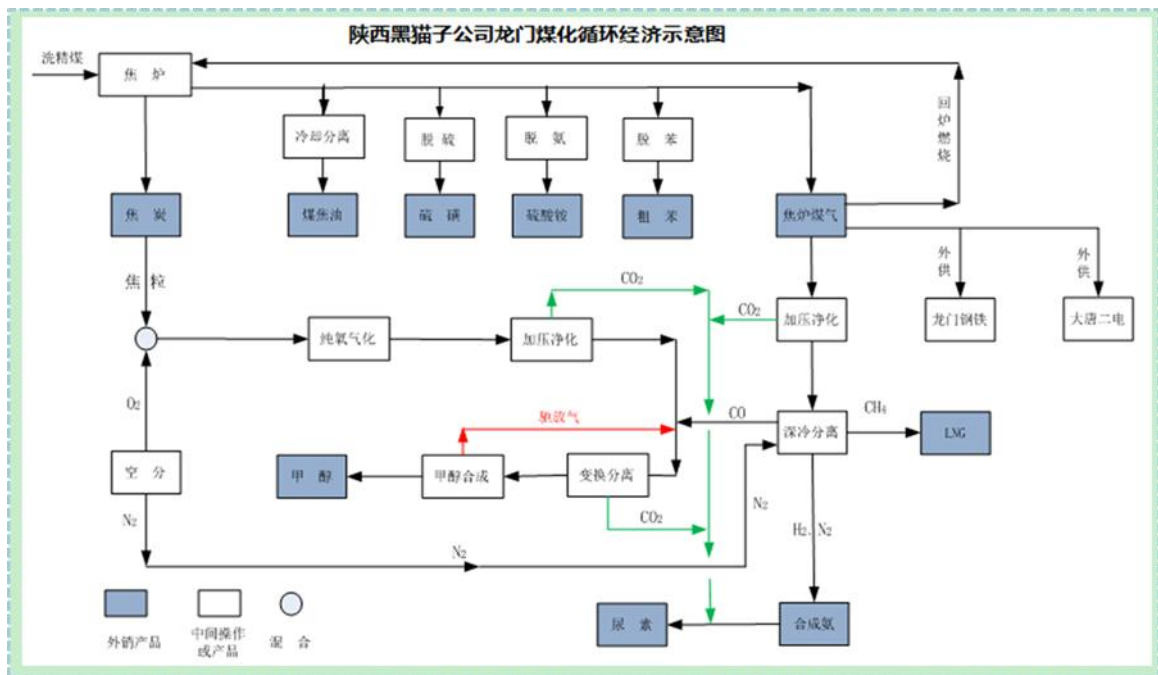 陕西黑猫子公司龙门煤化循环经济示意图
洗精煤
焦 炉
回炉燃烧
冷却分离
脱 硫
脱 氨
脱 苯
焦 炭
煤焦油
硫 磺
硫酸铵
粗 苯
焦炉煤气
外供
外供
焦 粒
CO2
CO2
纯氧气化
加压净化
加压净化
龙门钢铁
大唐二电
O2
驰放气
CO
深冷分离
CH4
LNG
空 分
甲 醇
甲醇合成
变换分离
N2
CO2
N2
N2
H2、N2
尿 素
合成氨
外销产品
中间操作
或产品
混 合